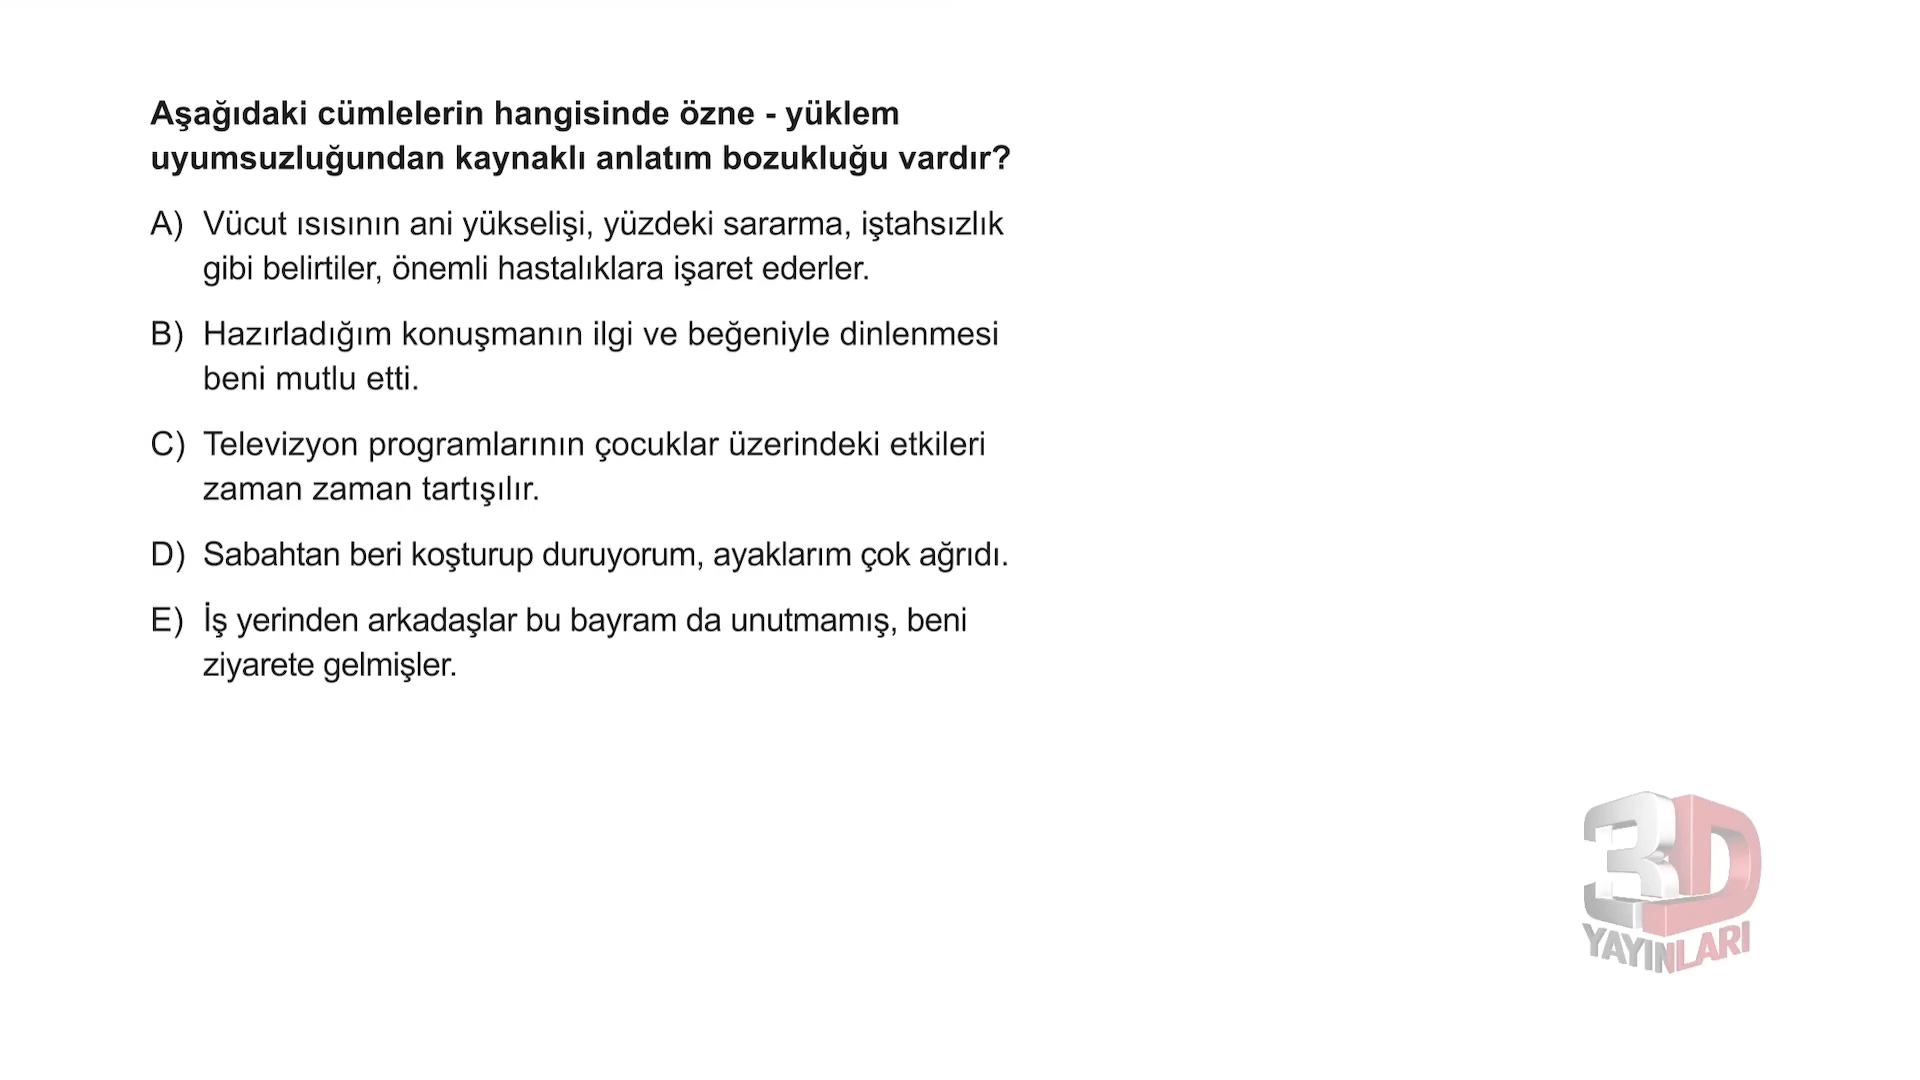 Aşağıdaki cümlelerin hangisinde özne - yüklem
uyumsuzluğundan kaynaklı anlatım bozukluğu vardır?
A) Vücut ısısının ani yükselişi, yüzdeki sararma, iştahsızlık
gibi belirtiler, önemli hastalıklara işaret ederler.
B) Hazırladığım konuşmanın ilgi ve beğeniyle dinlenmesi
beni mutlu etti.
C) Televizyon programlarının çocuklar üzerindeki etkileri
zaman zaman tartışılır.
D) Sabahtan beri koşturup duruyorum, ayaklarım çok ağrıdı.
E) İş yerinden arkadaşlar bu bayram da unutmamış, beni
ziyarete gelmişler.
3D
YAYINLARI